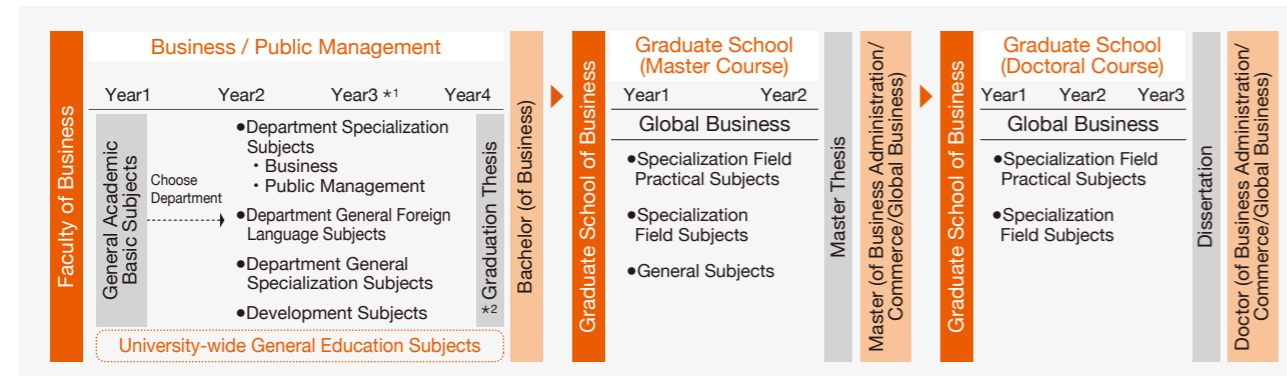 Faculty of Business
Business / Public Management
Year1 Year2 Year3 *1 Year4
General Academic
Basic Subjects
Choose
Department
●Department Specialization
Subjects
・Business
・Public Management
●Department General Foreign
Language Subjects
●Department General
Specialization Subjects
●Development Subjects
*2 Graduation Thesis
University-wide General Education Subjects
Bachelor (of Business)
Graduate School of Business
Graduate School
(Master Course)
Year1 Year2
Global Business
●Specialization Field
Practical Subjects
●Specialization
Field Subjects
●General Subjects
Master Thesis
Master (of Business Administration/
Commerce/Global Business)
Graduate School of Business
Graduate School
(Doctoral Course)
Year1 Year2 Year3
Global Business
●Specialization Field
Practical Subjects
●Specialization
Field Subjects
Dissertation
Doctor (of Business Administration/
Commerce/Global Business)